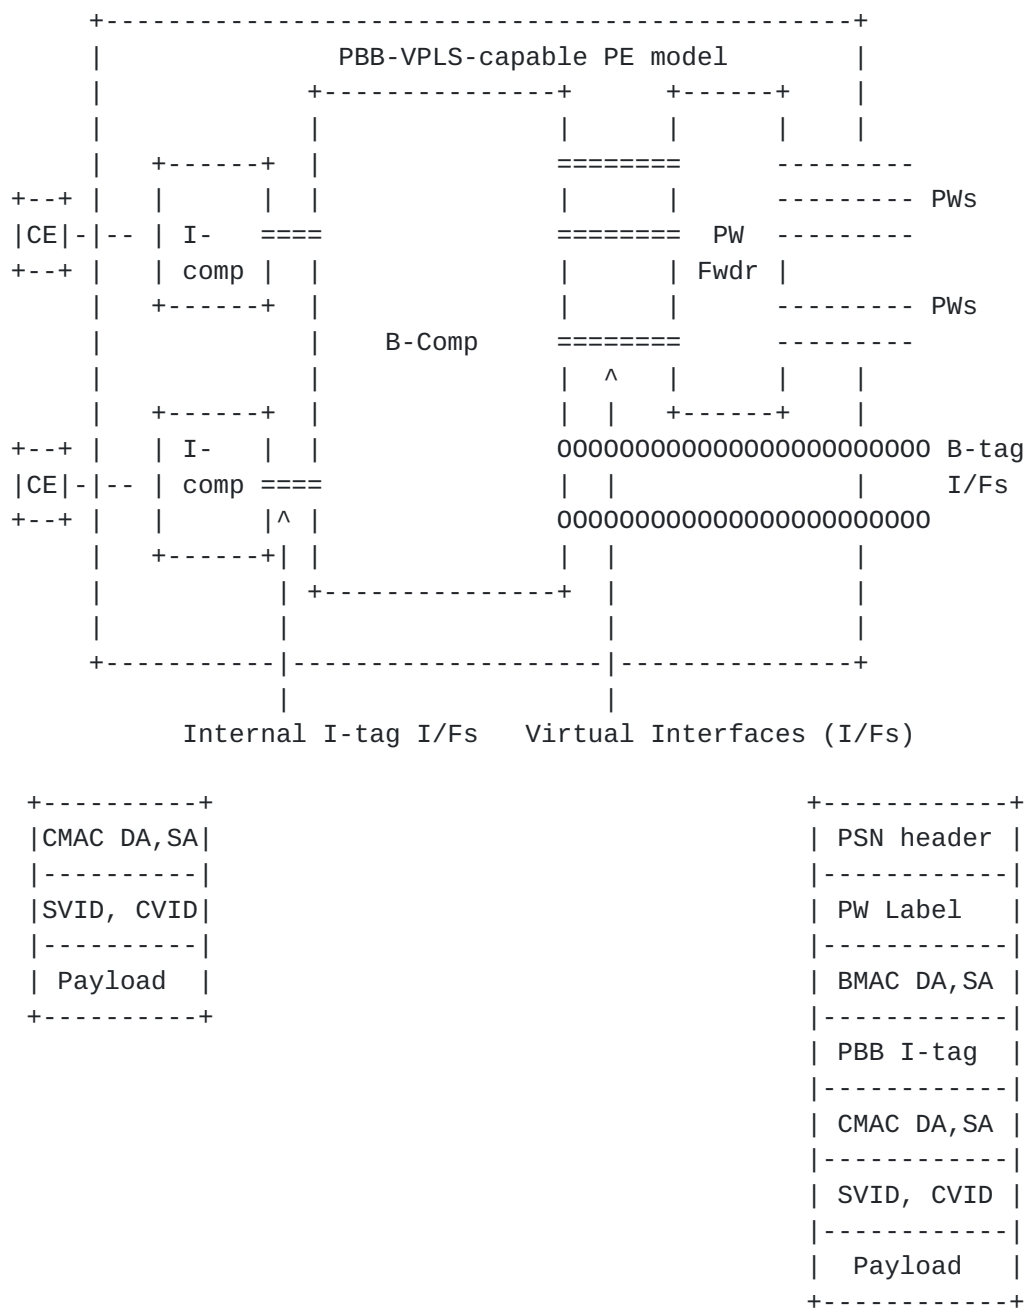 PBB-VPLS-capable PE model
PWs
|CE|-|-- | I- ==== ======== PW ---------
comp Fwdr
PWs
B-Comp
I- B-tag
|CE|-|-- | comp ==== I/Fs
Internal I-tag I/Fs Virtual Interfaces (I/Fs)
CMAC DA,SA PSN header
SVID, CVID PW Label
Payload BMAC DA,SA
PBB I-tag
CMAC DA,SA
SVID, CVID
Payload